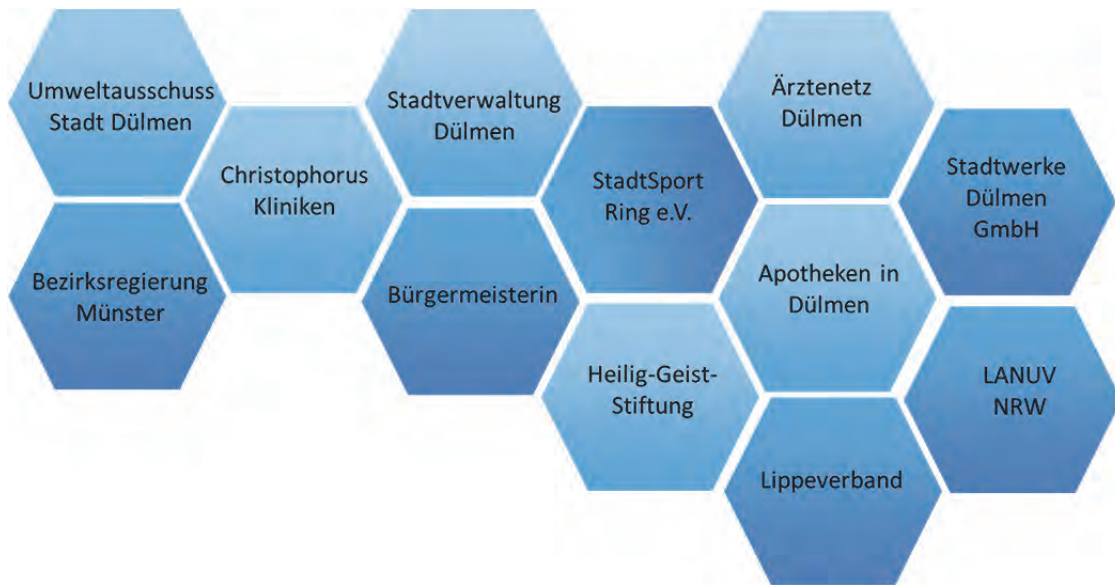 Umweltausschuss
Stadt Dülmen
Stadtverwaltung
Dülmen
Ärztenetz
Dülmen
Christophorus
Kliniken
StadtSport
Ring e.V.
Stadtwerke
Dülmen
GmbH
Bezirksregierung
Münster
Bürgermeisterin
Apotheken in
Dülmen
Heilig-Geist-
Stiftung
LANUV
NRW
Lippeverband